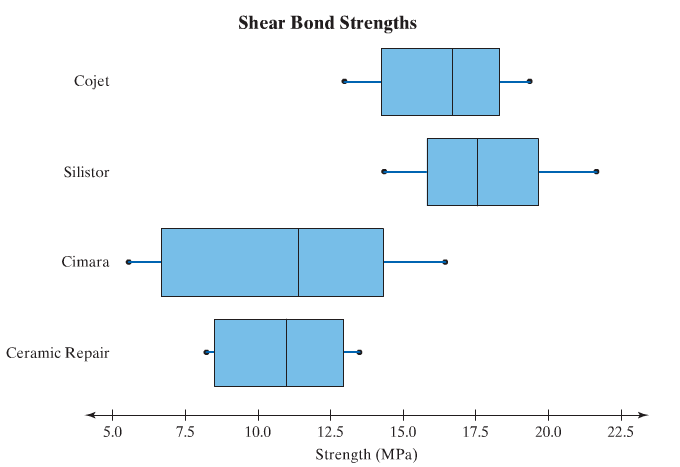 Shear Bond Strengths
Cojet
Silistor
Cimara
Ceramic Repair
5.0 7.5 10.0 12.5 15.0 17.5 20.0 22.5
Strength (MPa)